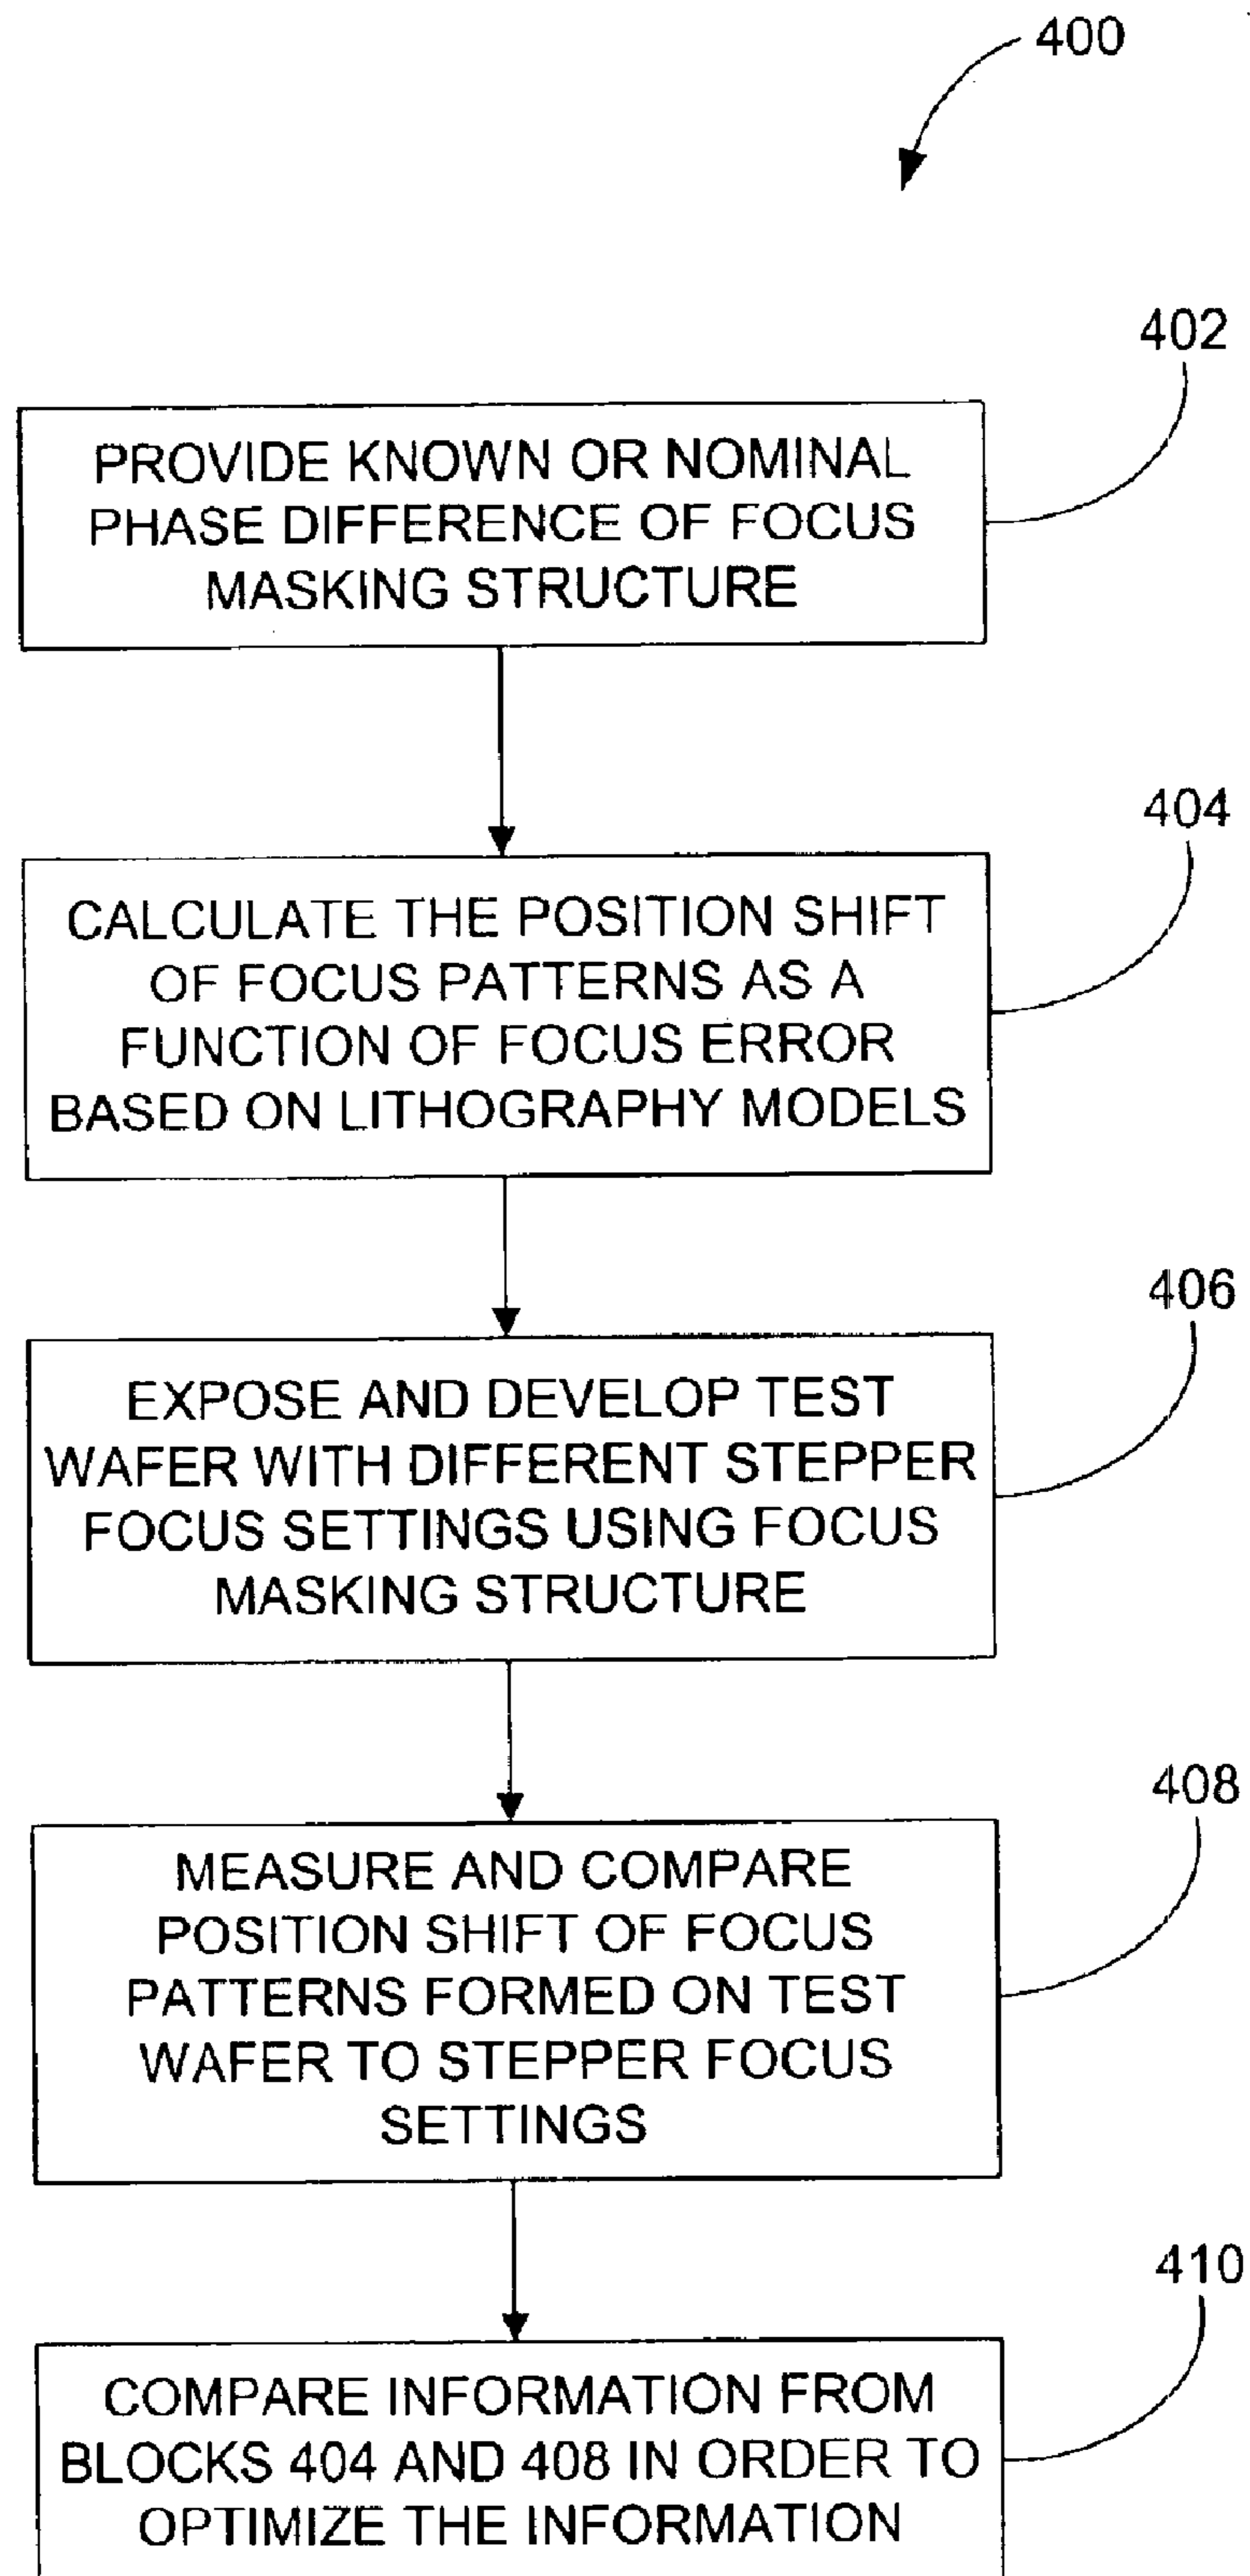 400
402
PROVIDE KNOWN OR NOMINAL
PHASE DIFFERENCE OF FOCUS
MASKING STRUCTURE
404
CALCULATE THE POSITION SHIFT
OF FOCUS PATTERNS AS A
FUNCTION OF FOCUS ERROR
BASED ON LITHOGRAPHY MODELS
406
EXPOSE AND DEVELOP TEST
WAFER WITH DIFFERENT STEPPER
FOCUS SETTINGS USING FOCUS
MASKING STRUCTURE
408
MEASURE AND COMPARE
POSITION SHIFT OF FOCUS
PATTERNS FORMED ON TEST
WAFER TO STEPPER FOCUS
SETTINGS
410
COMPARE INFORMATION FROM
BLOCKS 404 AND 408 IN ORDER TO
OPTIMIZE THE INFORMATION